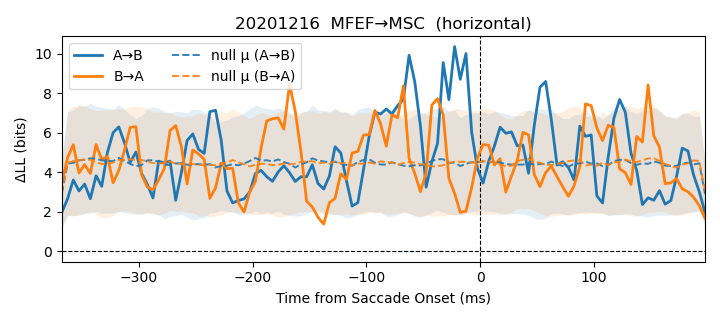 20201216  MFEF→MSC  (horizontal)
ΔLL (bits)
10
8
6
4
2
0
A→B
B→A
null μ (A→B)
null μ (B→A)
−300
−200
−100
0
100
Time from Saccade Onset (ms)